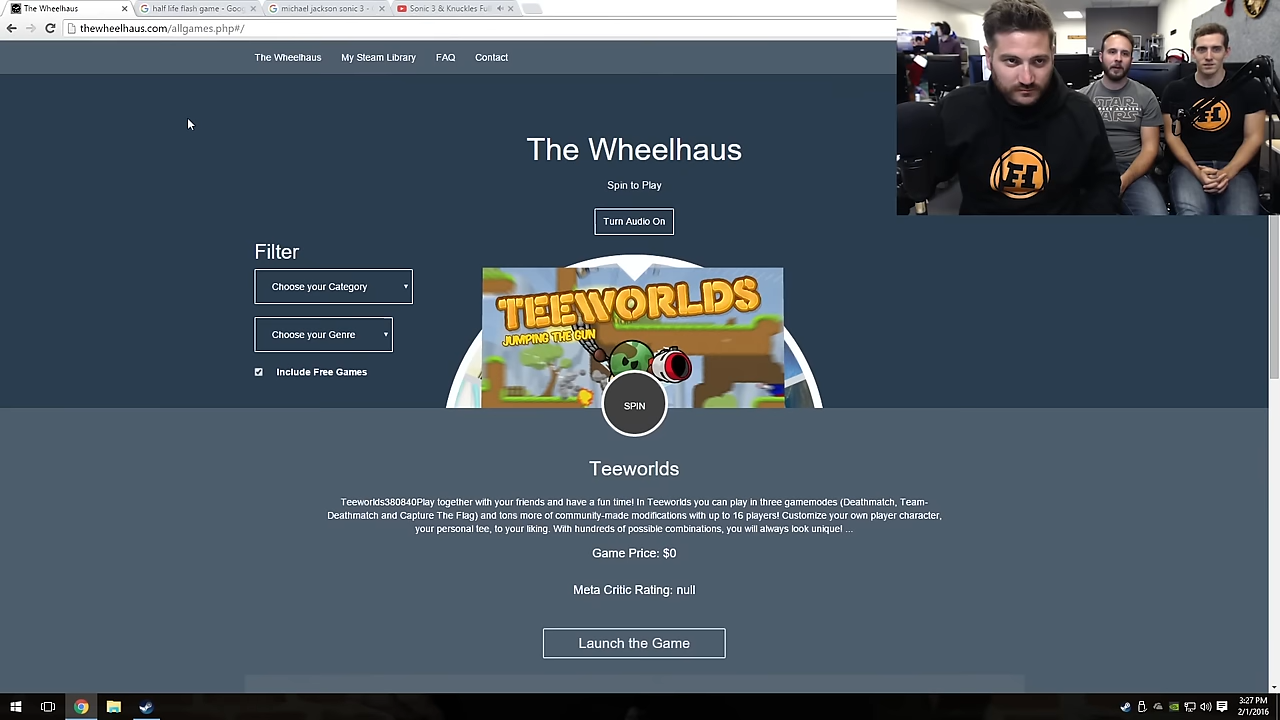 The Wheelhaus
half life flash game - Goo
michael jackson sonic 3 -
Sonic 3 & Knuckles Ful
thewheelhaus.com/allgames.php#/
The Wheelhaus
My Steam Library
FAQ
Contact
STAR
WARS
H
H
The Wheelhaus
Spin to Play
Turn Audio On
Filter
Choose your Category
Choose your Genre
Include Free Games
TEEWORLDS
JUMPING THE GUN
SPIN
Teeworlds
Teeworlds380840Play together with your friends and have a fun time! In Teeworlds you can play in three gamemodes (Deathmatch, Team-
Deathmatch and Capture The Flag) and tons more of community-made modifications with up to 16 players! Customize your own player character,
your personal tee, to your liking. With hundreds of possible combinations, you will always look unique! ...
Game Price: $0
Meta Critic Rating: null
Launch the Game
3:27 PM
2/1/2016